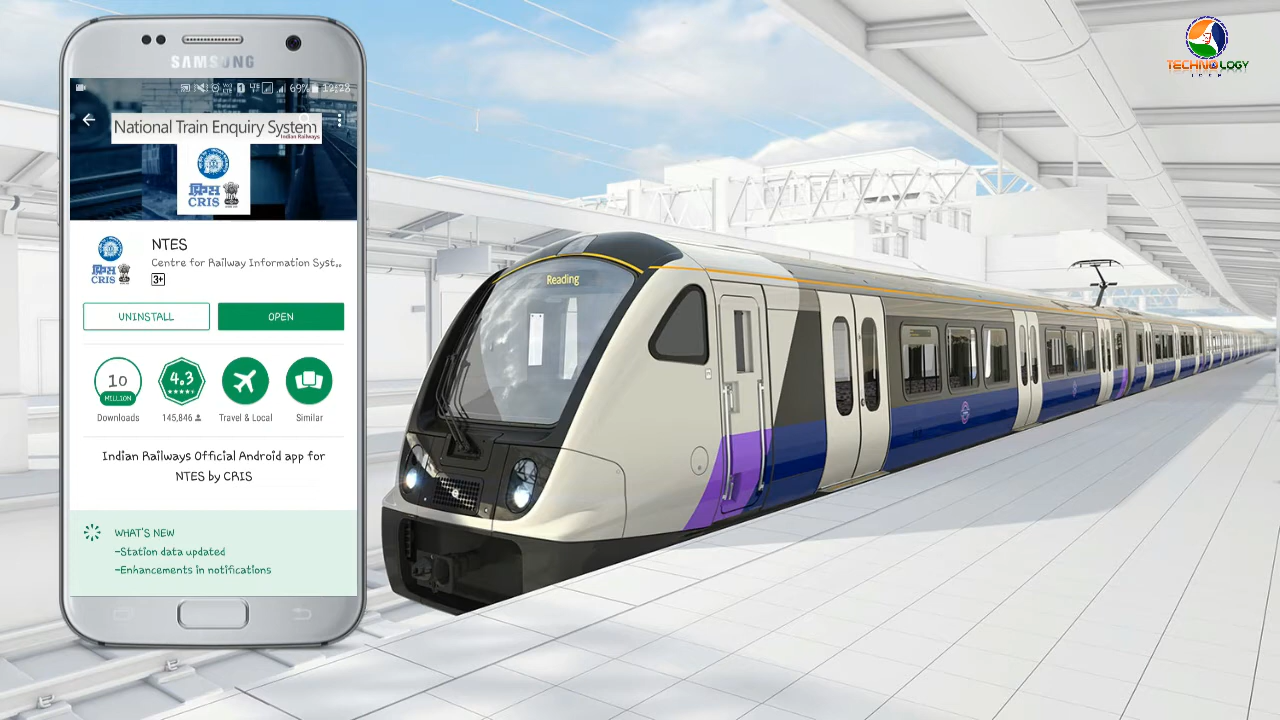 SAMSUNG
69% 12:28
National Train Enquiry System
Indian Railways
क्रिस
CRIS
NTES
Centre for Railway Information Syst..
CRIS
3+
UNINSTALL
OPEN
10
MILLION
4.3
Downloads
145,846
Travel & Local
Similar
Indian Railways Official Android app for
NTES by CRIS
WHAT'S NEW
-Station data updated
-Enhancements in notifications
Reading
TECHNOLOGY